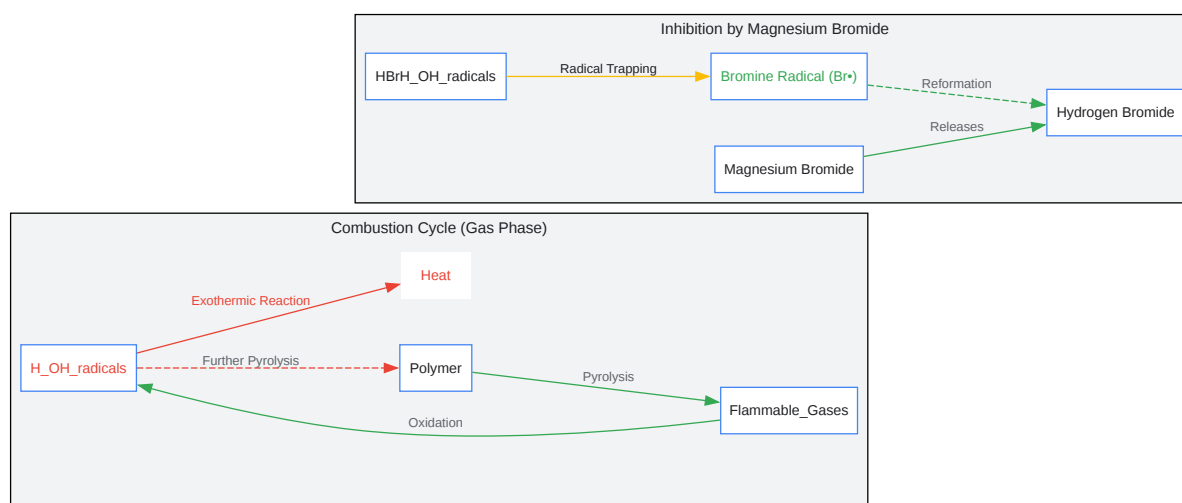 Inhibition by Magnesium Bromide
HBrH_OH_radicals
Radical Trapping
Bromine Radical (Br•)
Reformation
Hydrogen Bromide
Releases
Magnesium Bromide
Combustion Cycle (Gas Phase)
Heat
Exothermic Reaction
H_OH_radicals
Further Pyrolysis
Polymer
Pyrolysis
Flammable_Gases
Oxidation